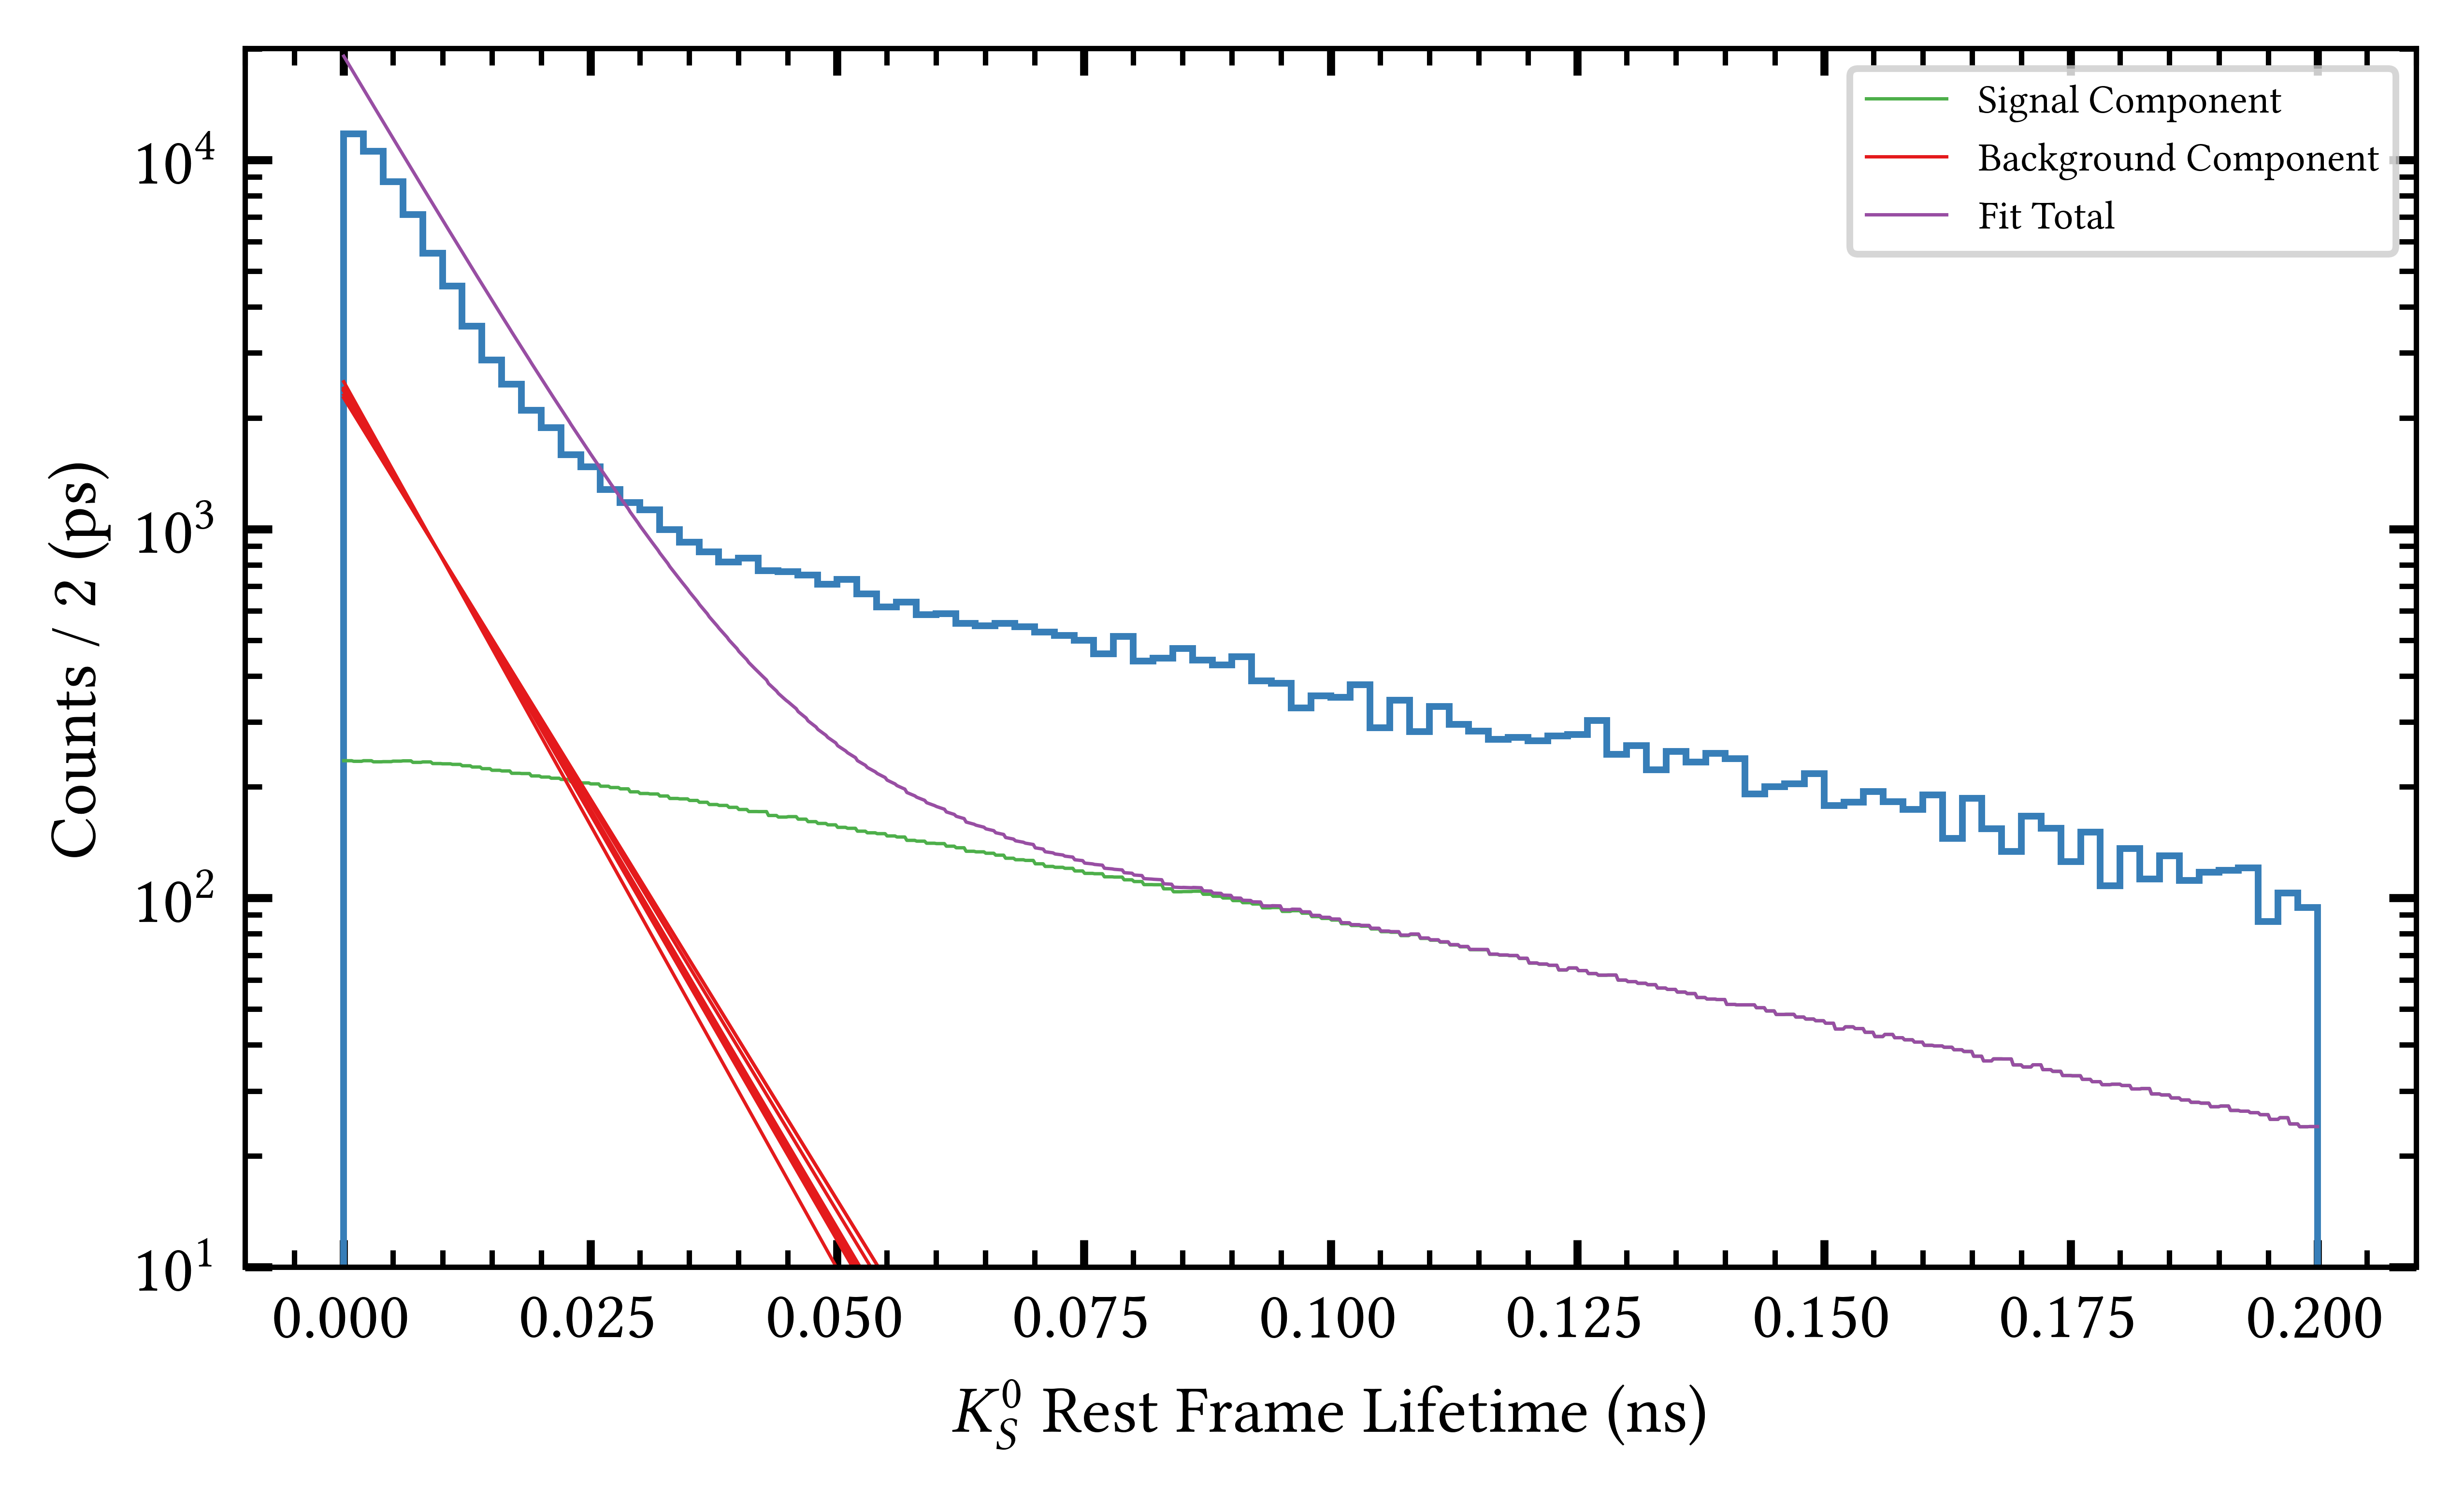 Signal Component
Background Component
Fit Total
10^4
10^3
10^2
10^1
Counts / 2 (ps)
0.000 0.025 0.050 0.075 0.100 0.125 0.150 0.175 0.200
K_S^0 Rest Frame Lifetime (ns)